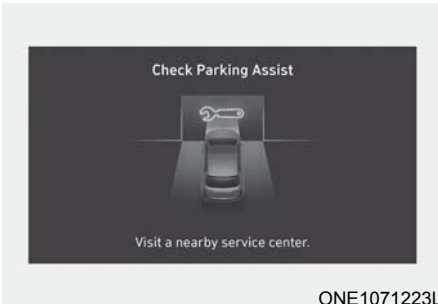 Check Parking Assist
Visit a nearby service center.
ONE1071223L